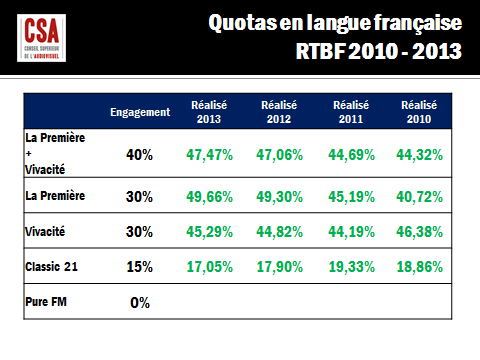 CSA
CONSEIL SUPERIEUR
DE L'AUDIOVISUEL
Quotas en langue française
RTBF 2010 - 2013
Engagement Réalisé 2013 Réalisé 2012 Réalisé 2011 Réalisé 2010
La Première + Vivacité 40% 47,47% 47,06% 44,69% 44,32%
La Première 30% 49,66% 49,30% 45,19% 40,72%
Vivacité 30% 45,29% 44,82% 44,19% 46,38%
Classic 21 15% 17,05% 17,90% 19,33% 18,86%
Pure FM 0%